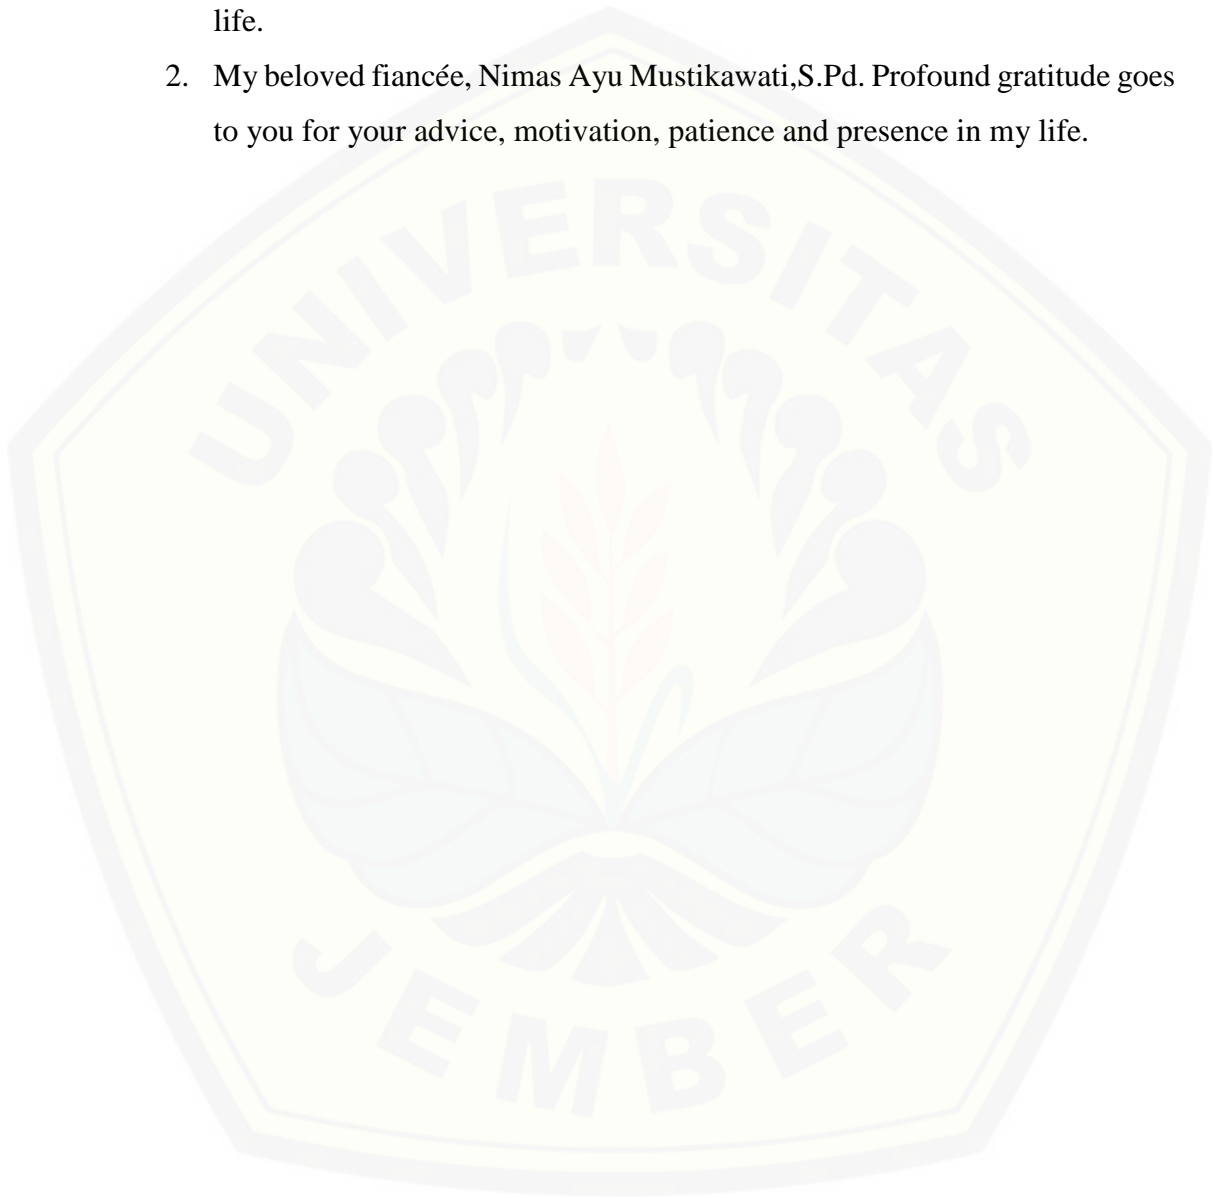 life.
2. My beloved fiancée, Nimas Ayu Mustikawati,S.Pd. Profound gratitude goes
to you for your advice, motivation, patience and presence in my life.
UNIVERSITAS
JEMBER